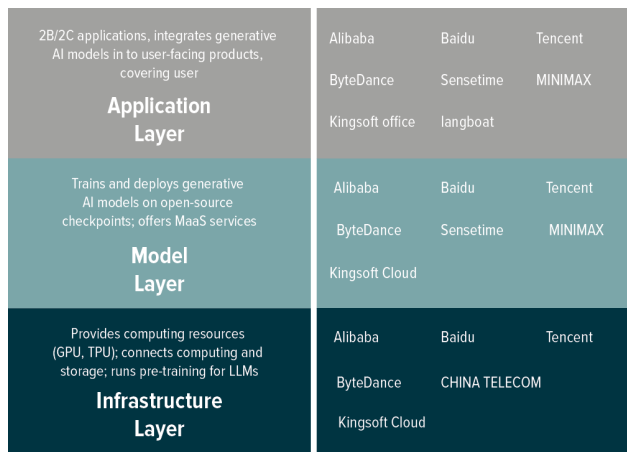 2B/2C applications, integrates generative
AI models in to user-facing products,
covering user
Application
Layer
Alibaba Baidu Tencent
ByteDance Sensetime MINIMAX
Kingsoft office langboat
Trains and deploys generative
AI models on open-source
checkpoints; offers MaaS services
Model
Layer
Alibaba Baidu Tencent
ByteDance Sensetime MINIMAX
Kingsoft Cloud
Provides computing resources
(GPU, TPU); connects computing and
storage; runs pre-training for LLMs
Infrastructure
Layer
Alibaba Baidu Tencent
ByteDance CHINA TELECOM
Kingsoft Cloud